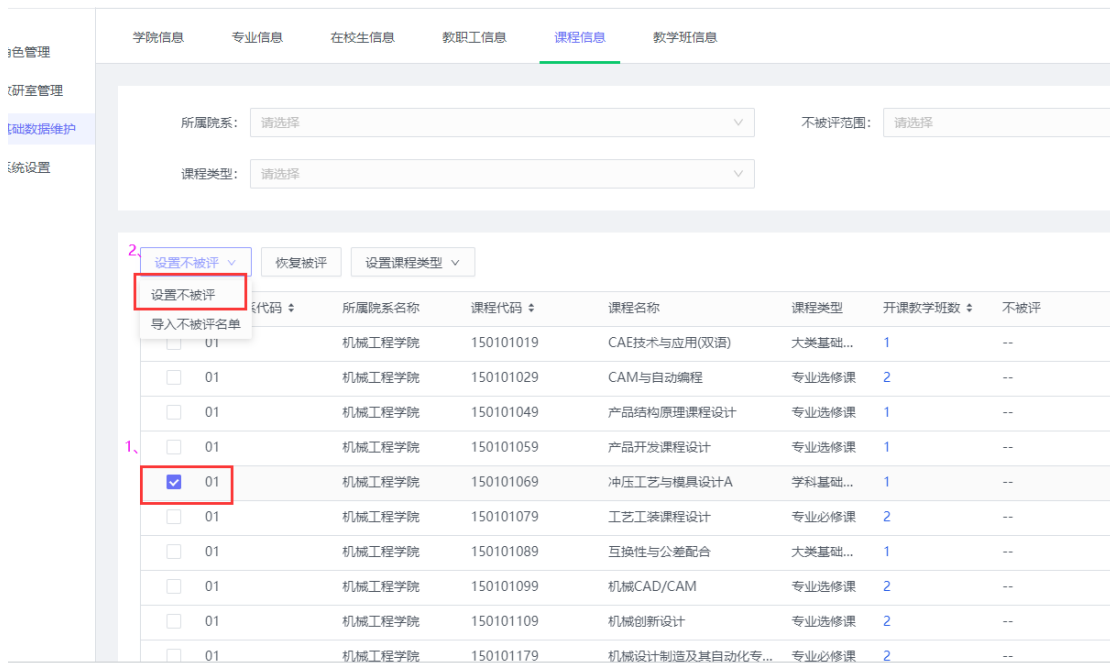 学院信息 专业信息 在校生信息 教职工信息 课程信息 教学班信息
色管理
研室管理
基础数据维护
系统设置
所属院系： 请选择 不被评范围： 请选择
课程类型： 请选择
2、 设置不被评 恢复被评 设置课程类型
设置不被评
导入不被评名单
代码 所属院系名称 课程代码 课程名称 课程类型 开课教学班数 不被评
01 机械工程学院 150101019 CAE技术与应用(双语) 大类基础... 1 --
01 机械工程学院 150101029 CAM与自动编程 专业选修课 2 --
01 机械工程学院 150101049 产品结构原理课程设计 专业选修课 1 --
1、 01 机械工程学院 150101059 产品开发课程设计 专业选修课 1 --
01 机械工程学院 150101069 冲压工艺与模具设计A 学科基础... 1 --
01 机械工程学院 150101079 工艺工装课程设计 专业必修课 2 --
01 机械工程学院 150101089 互换性与公差配合 大类基础... 1 --
01 机械工程学院 150101099 机械CAD/CAM 专业选修课 2 --
01 机械工程学院 150101109 机械创新设计 专业选修课 2 --
01 机械工程学院 150101179 机械设计制造及其自动化专... 专业必修课 2 --